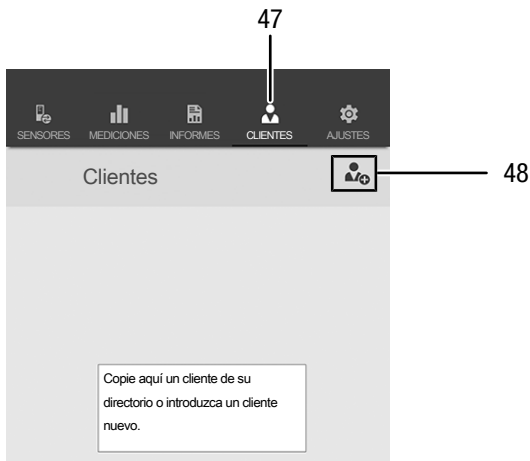 47
SENSORES MEDICIONES INFORMES CLIENTES AJUSTES
Clientes
48
Copie aquí un cliente de su
directorio o introduzca un cliente
nuevo.